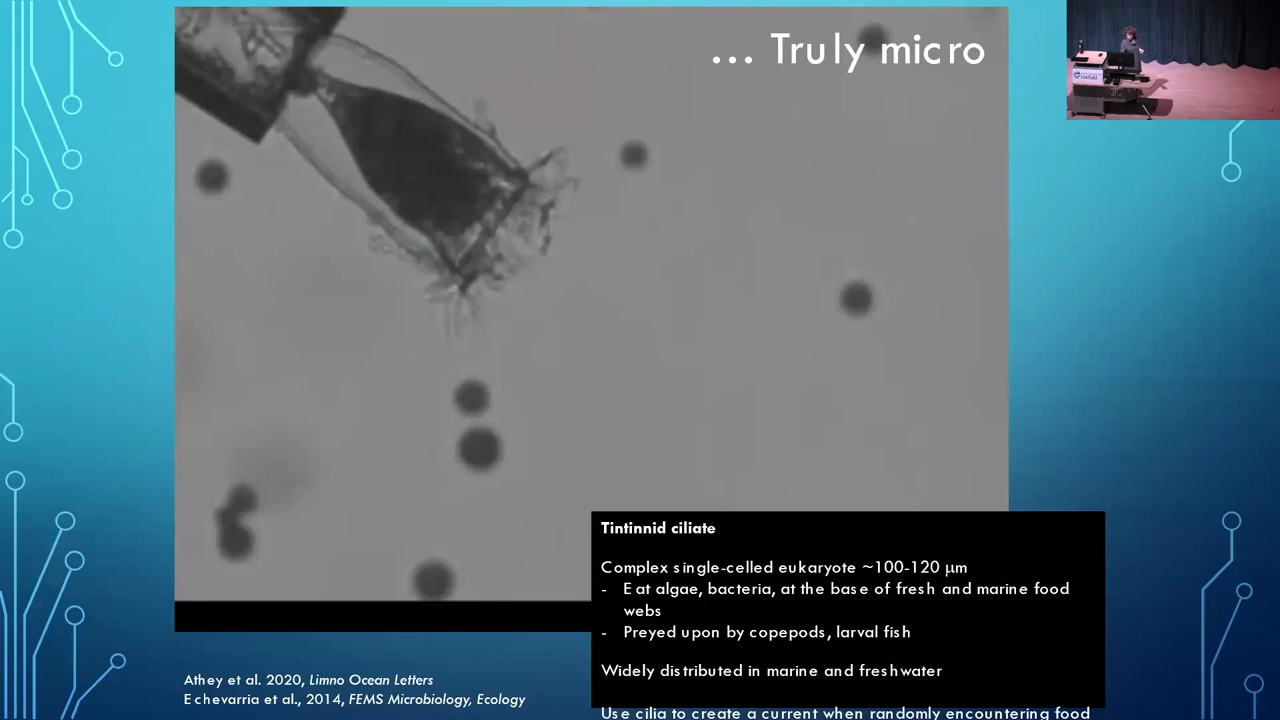 ... Truly micro
Tintinnid ciliate
Complex single-celled eukaryote ~100-120 µm
- Eat algae, bacteria, at the base of fresh and marine food
webs
- Preyed upon by copepods, larval fish
Widely distributed in marine and freshwater
Use cilia to create a current when randomly encountering food
Athey et al. 2020, Limno Ocean Letters
Echevarria et al., 2014, FEMS Microbiology, Ecology